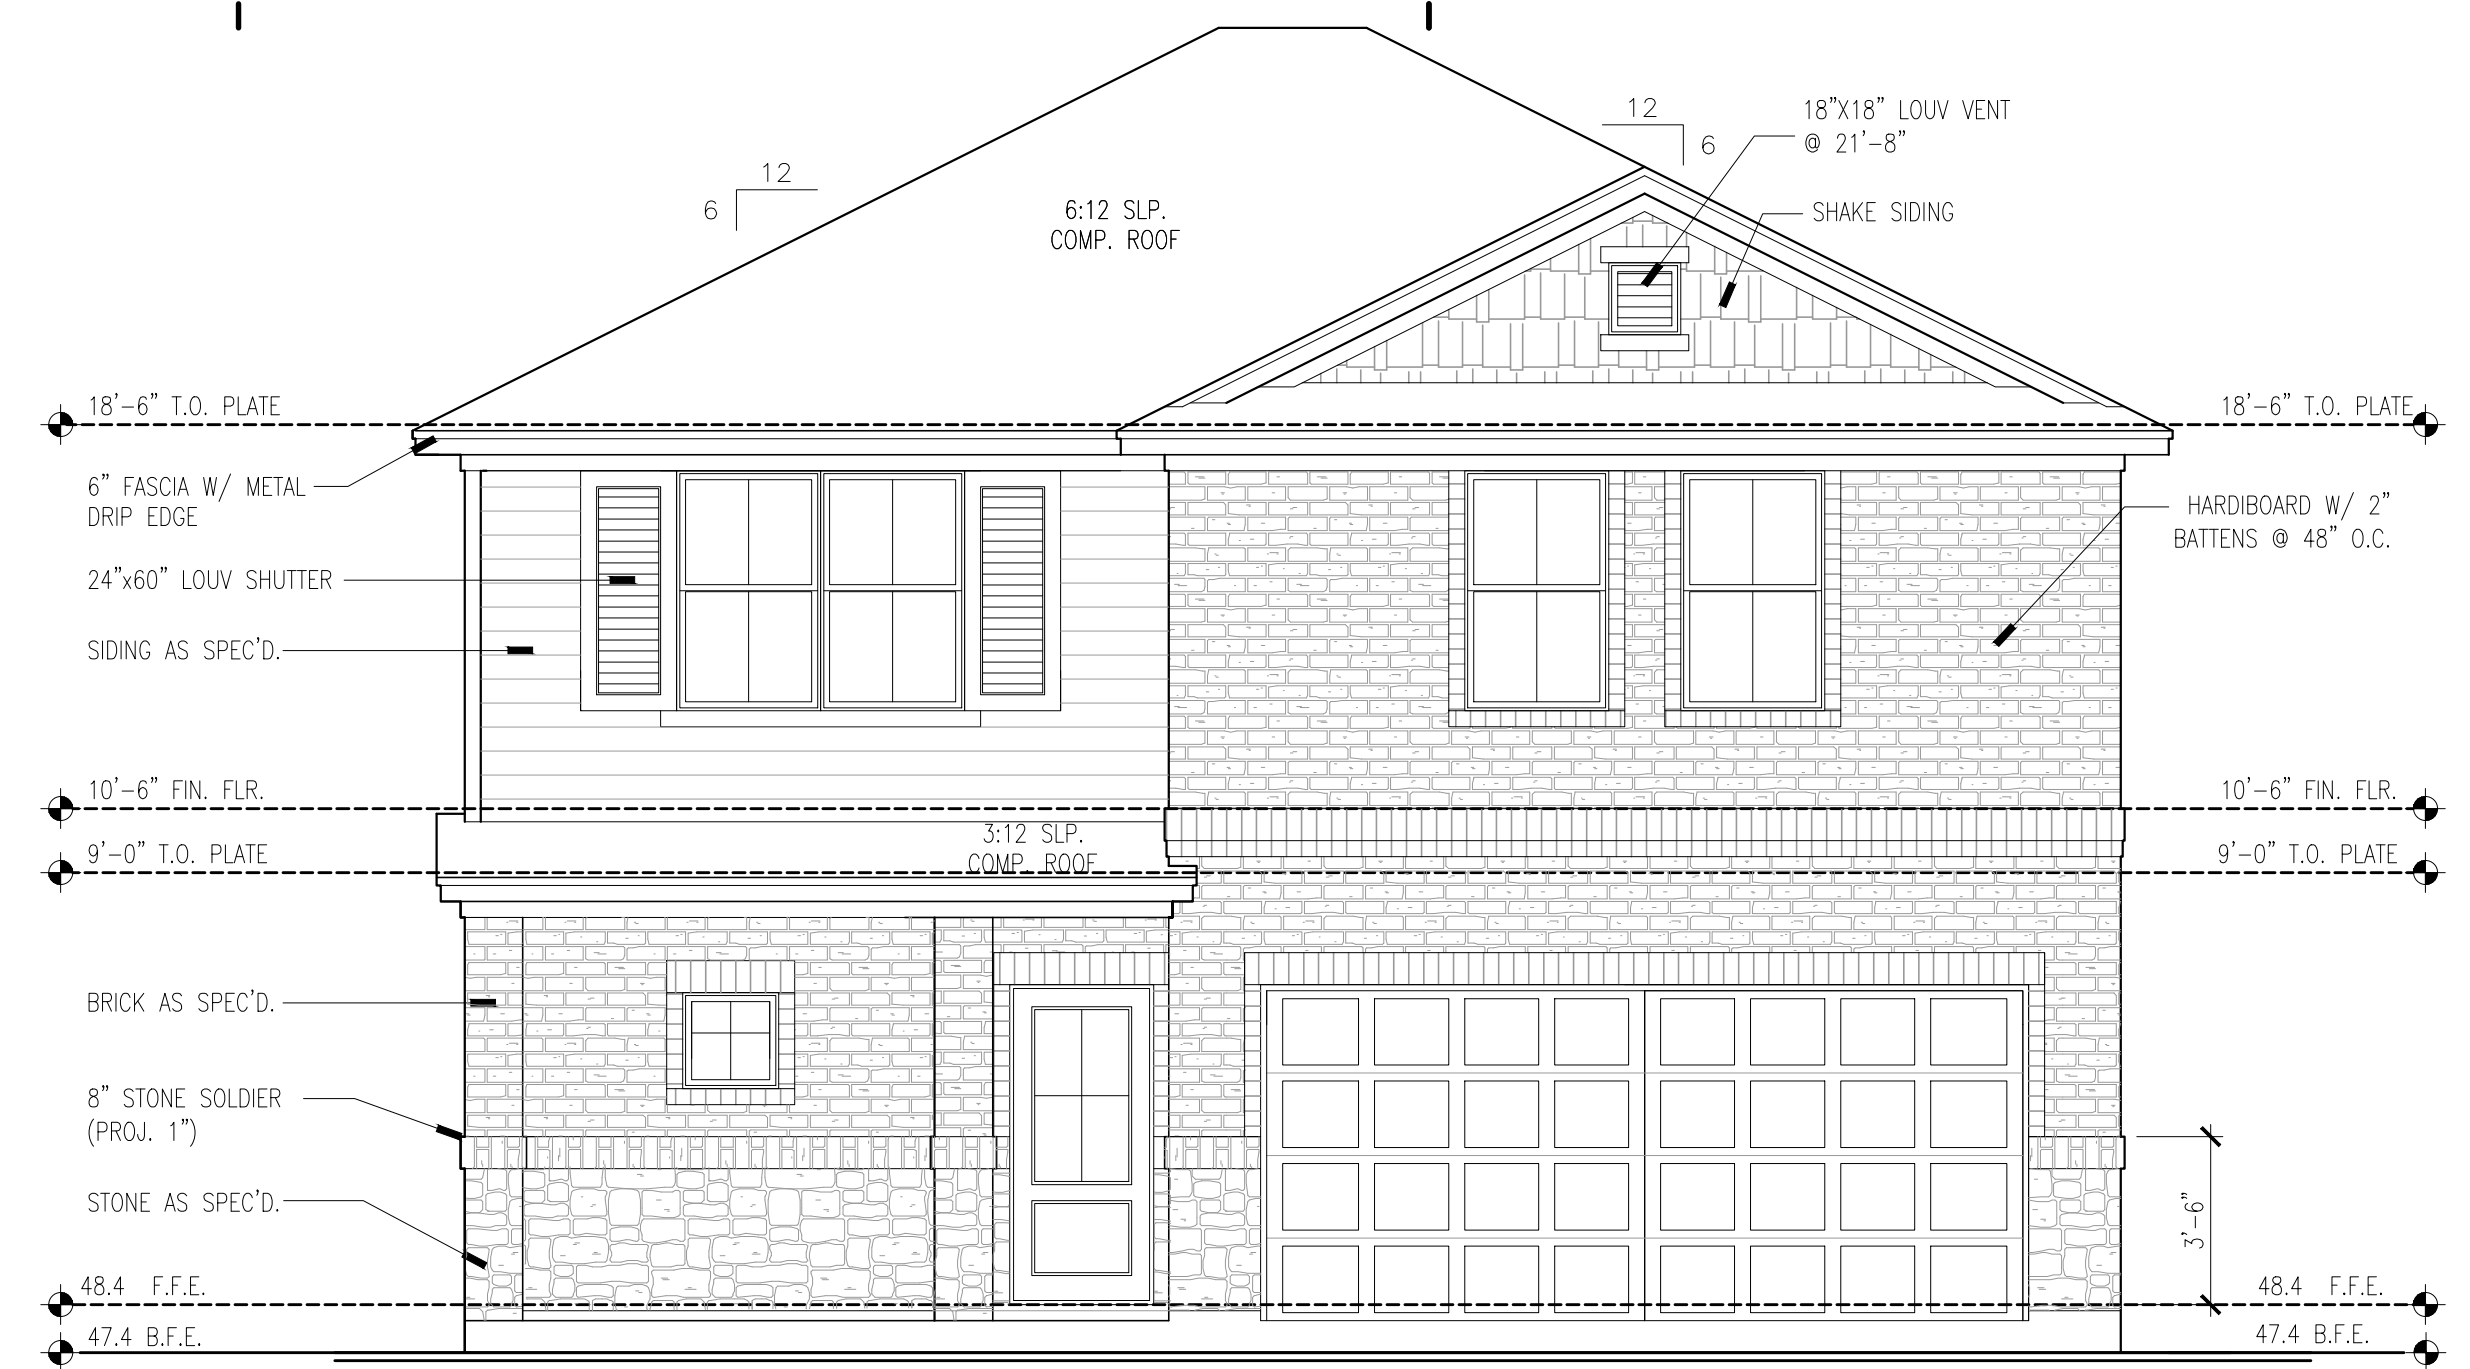 12
6
18"X18" LOUV VENT
@ 21'-8"
12
6
6:12 SLP.
COMP. ROOF
SHAKE SIDING
18'-6" T.O. PLATE
18'-6" T.O. PLATE
6" FASCIA W/ METAL
DRIP EDGE
HARDIBOARD W/ 2"
BATTENS @ 48" O.C.
24"x60" LOUV SHUTTER
SIDING AS SPEC'D.
10'-6" FIN. FLR.
10'-6" FIN. FLR.
3:12 SLP.
COMP. ROOF
9'-0" T.O. PLATE
9'-0" T.O. PLATE
BRICK AS SPEC'D.
8" STONE SOLDIER
(PROJ. 1")
STONE AS SPEC'D.
3'-6"
48.4 F.F.E.
48.4 F.F.E.
47.4 B.F.E.
47.4 B.F.E.